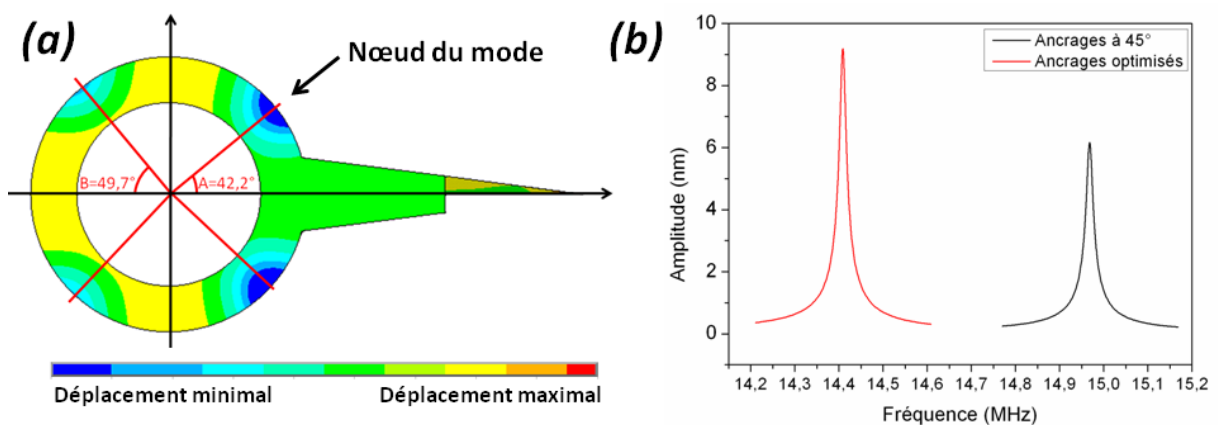 (a)
Nœud du mode
B=49,7°
A=42,2°
Déplacement minimal
Déplacement maximal
(b)
Ancrages à 45°
Ancrages optimisés
Amplitude (nm)
10
8
6
4
2
0
14,2 14,3 14,4 14,5 14,6 14,7 14,8 14,9 15,0 15,1 15,2
Fréquence (MHz)